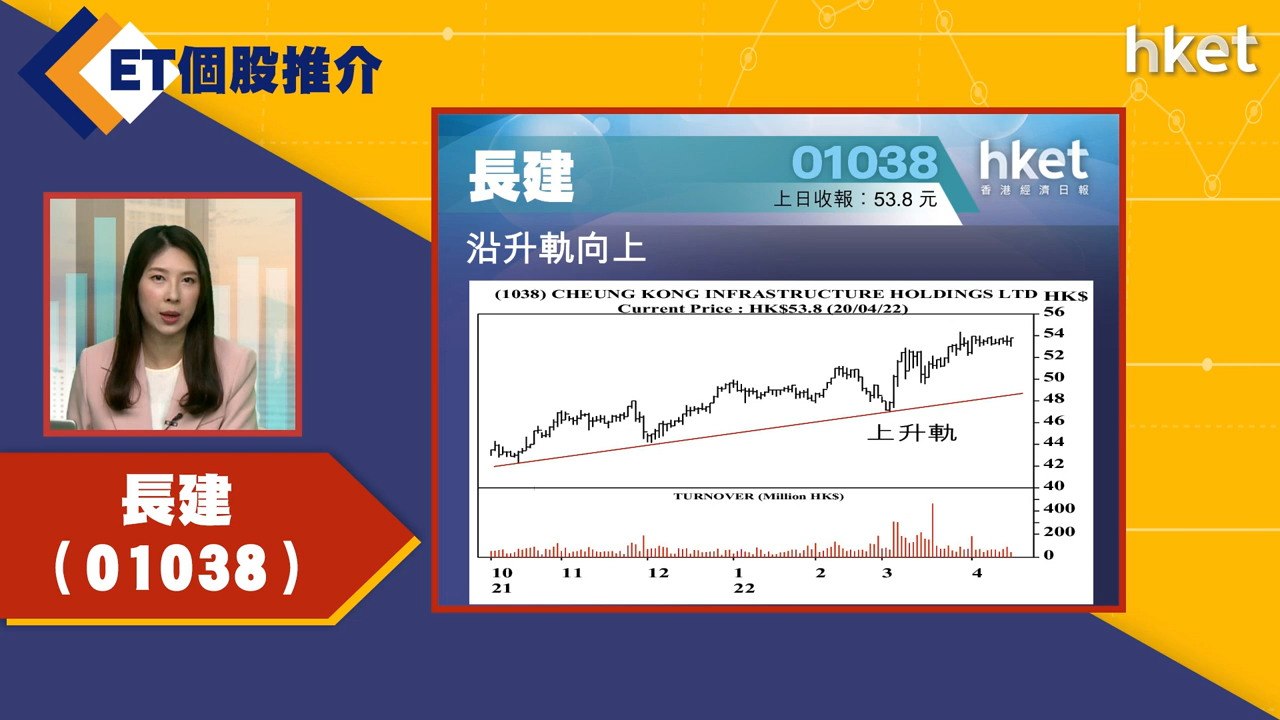 ET個股推介
hket
長建
01038
上日收報：53.8 元
hket
香港經濟日報
沿升軌向上
(1038) CHEUNG KONG INFRASTRUCTURE HOLDINGS LTD HK$
Current Price : HK$53.8 (20/04/22)
56
54
52
50
48
46
44
42
40
上升軌
TURNOVER (Million HK$)
400
200
0
10 11 12 1 2 3 4
21 22
長建
（01038）